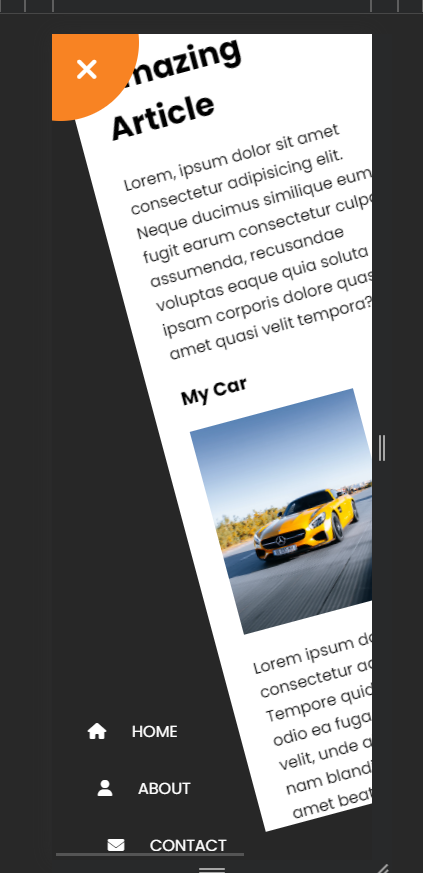 mazing
Article
Lorem, ipsum dolor sit amet
consectetur adipisicing elit.
Neque ducimus similique eum
fugit earum consectetur culpa
assumenda, recusandae
voluptas eaque quia soluta
ipsam corporis dolore quas
amet quasi velit tempora?
My Car
Lorem ipsum do
consectetur ad
Tempore quid
odio ea fuga
velit, unde a
nam blandi
amet beat
HOME
ABOUT
CONTACT